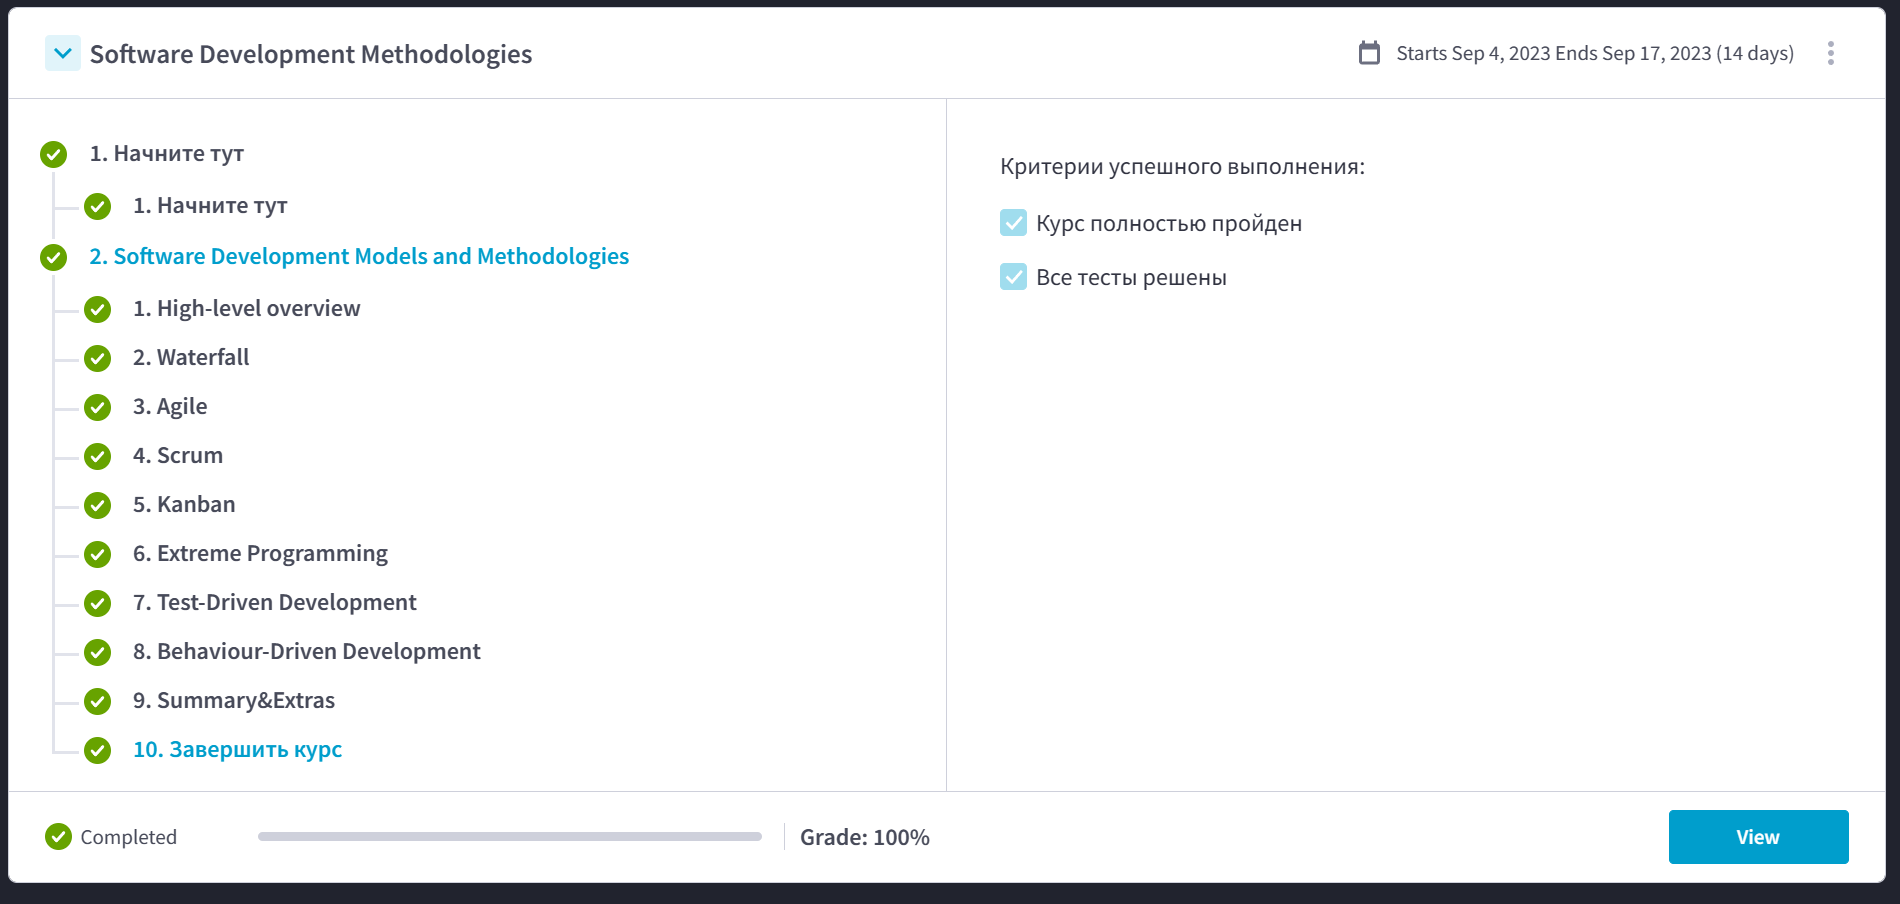 Software Development Methodologies
Starts Sep 4, 2023 Ends Sep 17, 2023 (14 days)
1. Начните тут
1. Начните тут
2. Software Development Models and Methodologies
1. High-level overview
2. Waterfall
3. Agile
4. Scrum
5. Kanban
6. Extreme Programming
7. Test-Driven Development
8. Behaviour-Driven Development
9. Summary&Extras
10. Завершить курс
Критерии успешного выполнения:
Курс полностью пройден
Все тесты решены
Completed
Grade: 100%
View